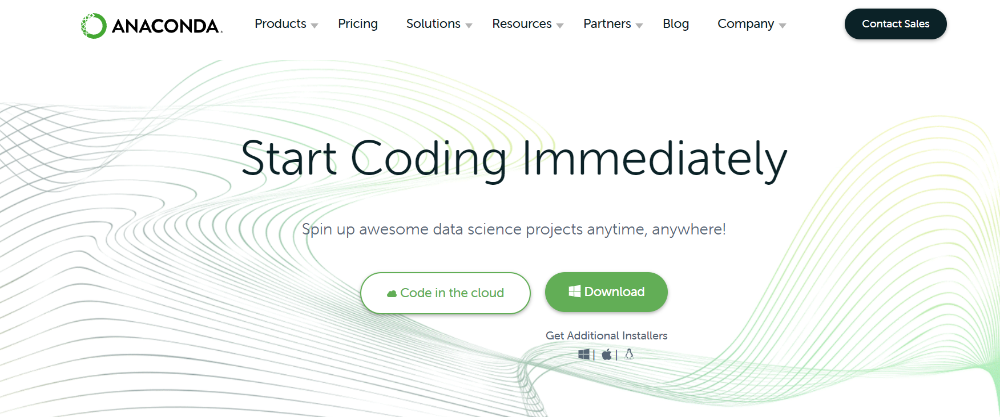 ANACONDA.
Products Pricing Solutions Resources Partners Blog Company Contact Sales
Start Coding Immediately
Spin up awesome data science projects anytime, anywhere!
Code in the cloud Download
Get Additional Installers
| |